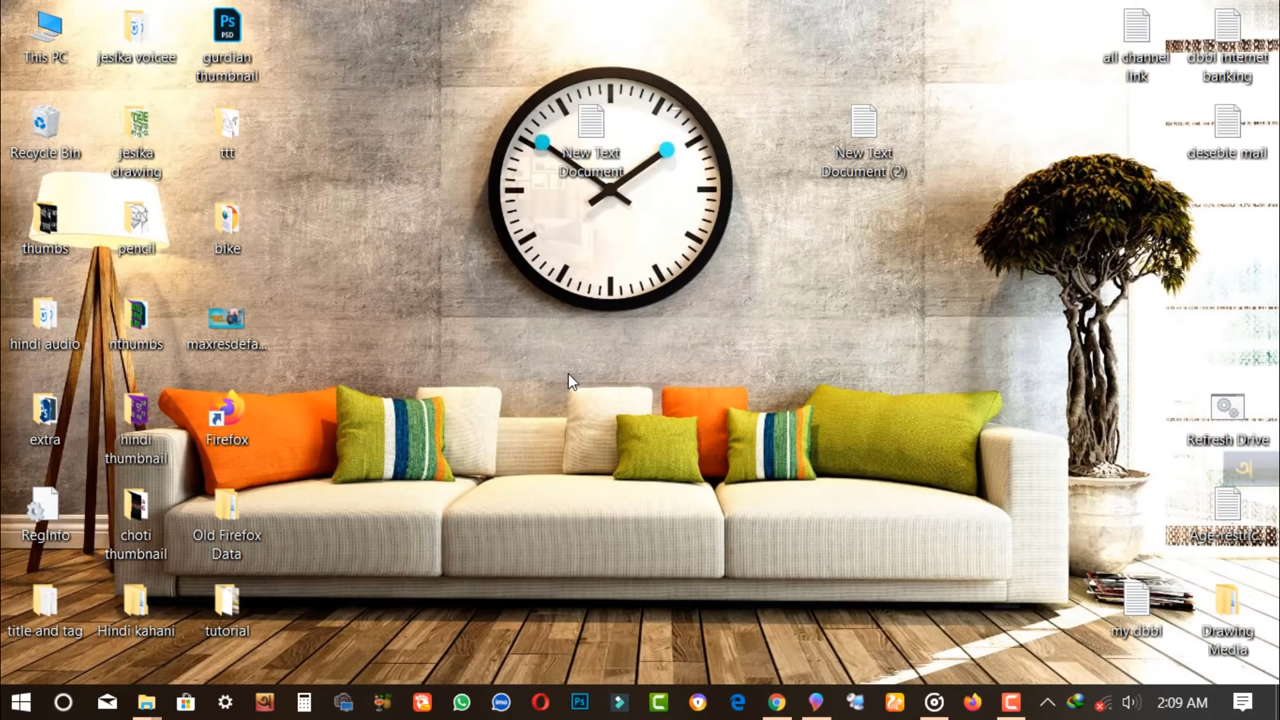 This PC
jesika voicee
gurdian
thumbnail
all channel
link
dbbl internet
banking
Recycle Bin
jesika
drawing
ttt
New Text
Document
New Text
Document (2)
deseble mail
thumbs
pencil
bike
hindi audio
nthumbs
maxresdefa...
extra
hindi
thumbnail
Firefox
Refresh Drive
অ
RegInfo
choti
thumbnail
Old Firefox
Data
title and tag
Hindi kahani
tutorial
my dbbl
Drawing
Media
2:09 AM